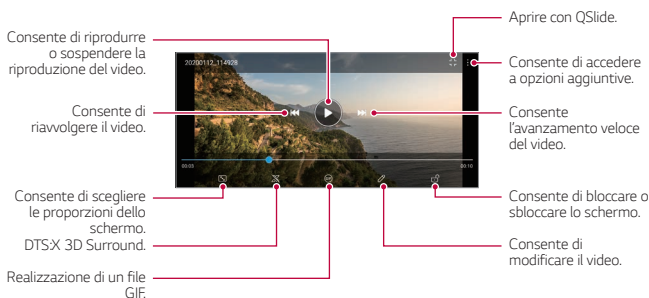 Consente di riprodurre
o sospendere la
riproduzione del video.
Consente di
riavvolgere il video.
Consente di scegliere
le proporzioni dello
schermo.
DTS:X 3D Surround.
Realizzazione di un file
GIF.
20200112_114928
00:05
00:10
GIF
Aprire con QSlide.
Consente di accedere
a opzioni aggiuntive.
Consente
l'avanzamento veloce
del video.
Consente di bloccare o
sbloccare lo schermo.
Consente di
modificare il video.